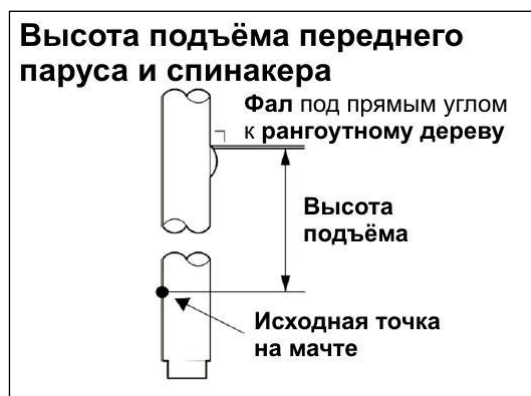 Высота подъёма переднего
паруса и спинакера
Фал под прямым углом
к рангоутному дереву
Высота
подъёма
Исходная точка
на мачте